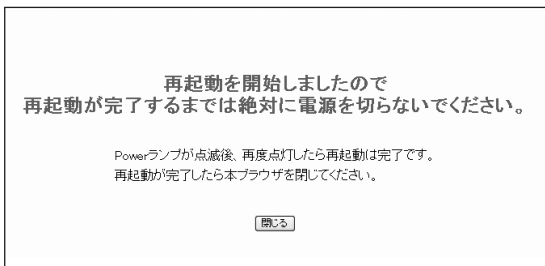 再起動を開始しましたので
再起動が完了するまでは絶対に電源を切らないでください。
Powerランプが点滅後、再度点灯したら再起動は完了です。
再起動が完了したら本ブラウザを閉じてください。
閉じる